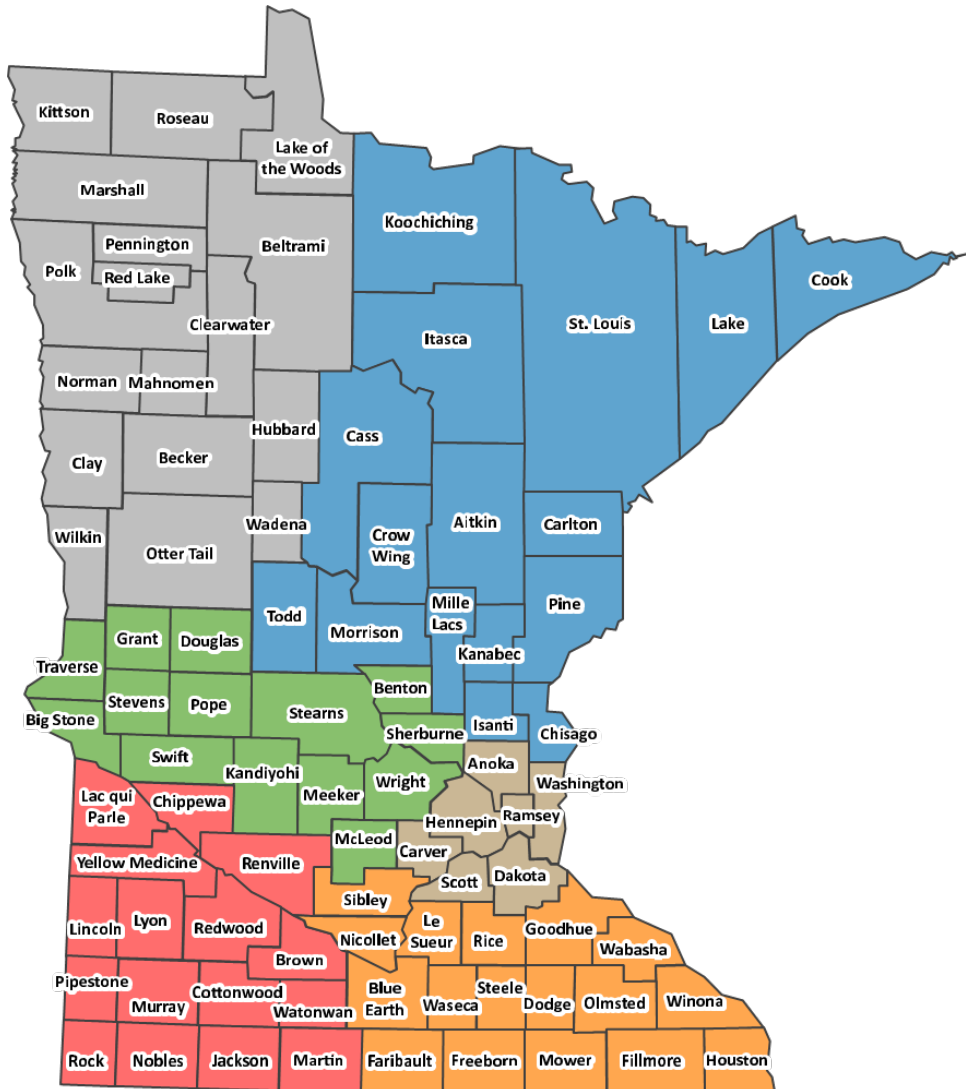 Kittson
Roseau
Lake of
the Woods
Marshall
Koochiching
Pennington
Beltrami
Polk
Red Lake
Cook
Clearwater
St. Louis
Lake
Itasca
Norman
Mahnomen
Hubbard
Cass
Clay
Becker
Wadena
Aitkin
Carlton
Wilkin
Crow
Wing
Otter Tail
Mille
Lacs
Pine
Todd
Morrison
Grant
Douglas
Kanabec
Traverse
Benton
Stevens
Pope
Stearns
Big Stone
Isanti
Chisago
Sherburne
Swift
Kandiyohi
Anoka
Wright
Washington
Meeker
Lac qui
Parle
Chippewa
Ramsey
Hennepin
McLeod
Carver
Yellow Medicine
Renville
Dakota
Scott
Sibley
Lincoln
Lyon
Redwood
Le
Sueur
Goodhue
Nicollet
Rice
Wabasha
Brown
Pipestone
Blue
Earth
Steele
Cottonwood
Murray
Waseca
Dodge
Olmsted
Winona
Watonwan
Rock
Nobles
Jackson
Martin
Faribault
Freeborn
Mower
Fillmore
Houston